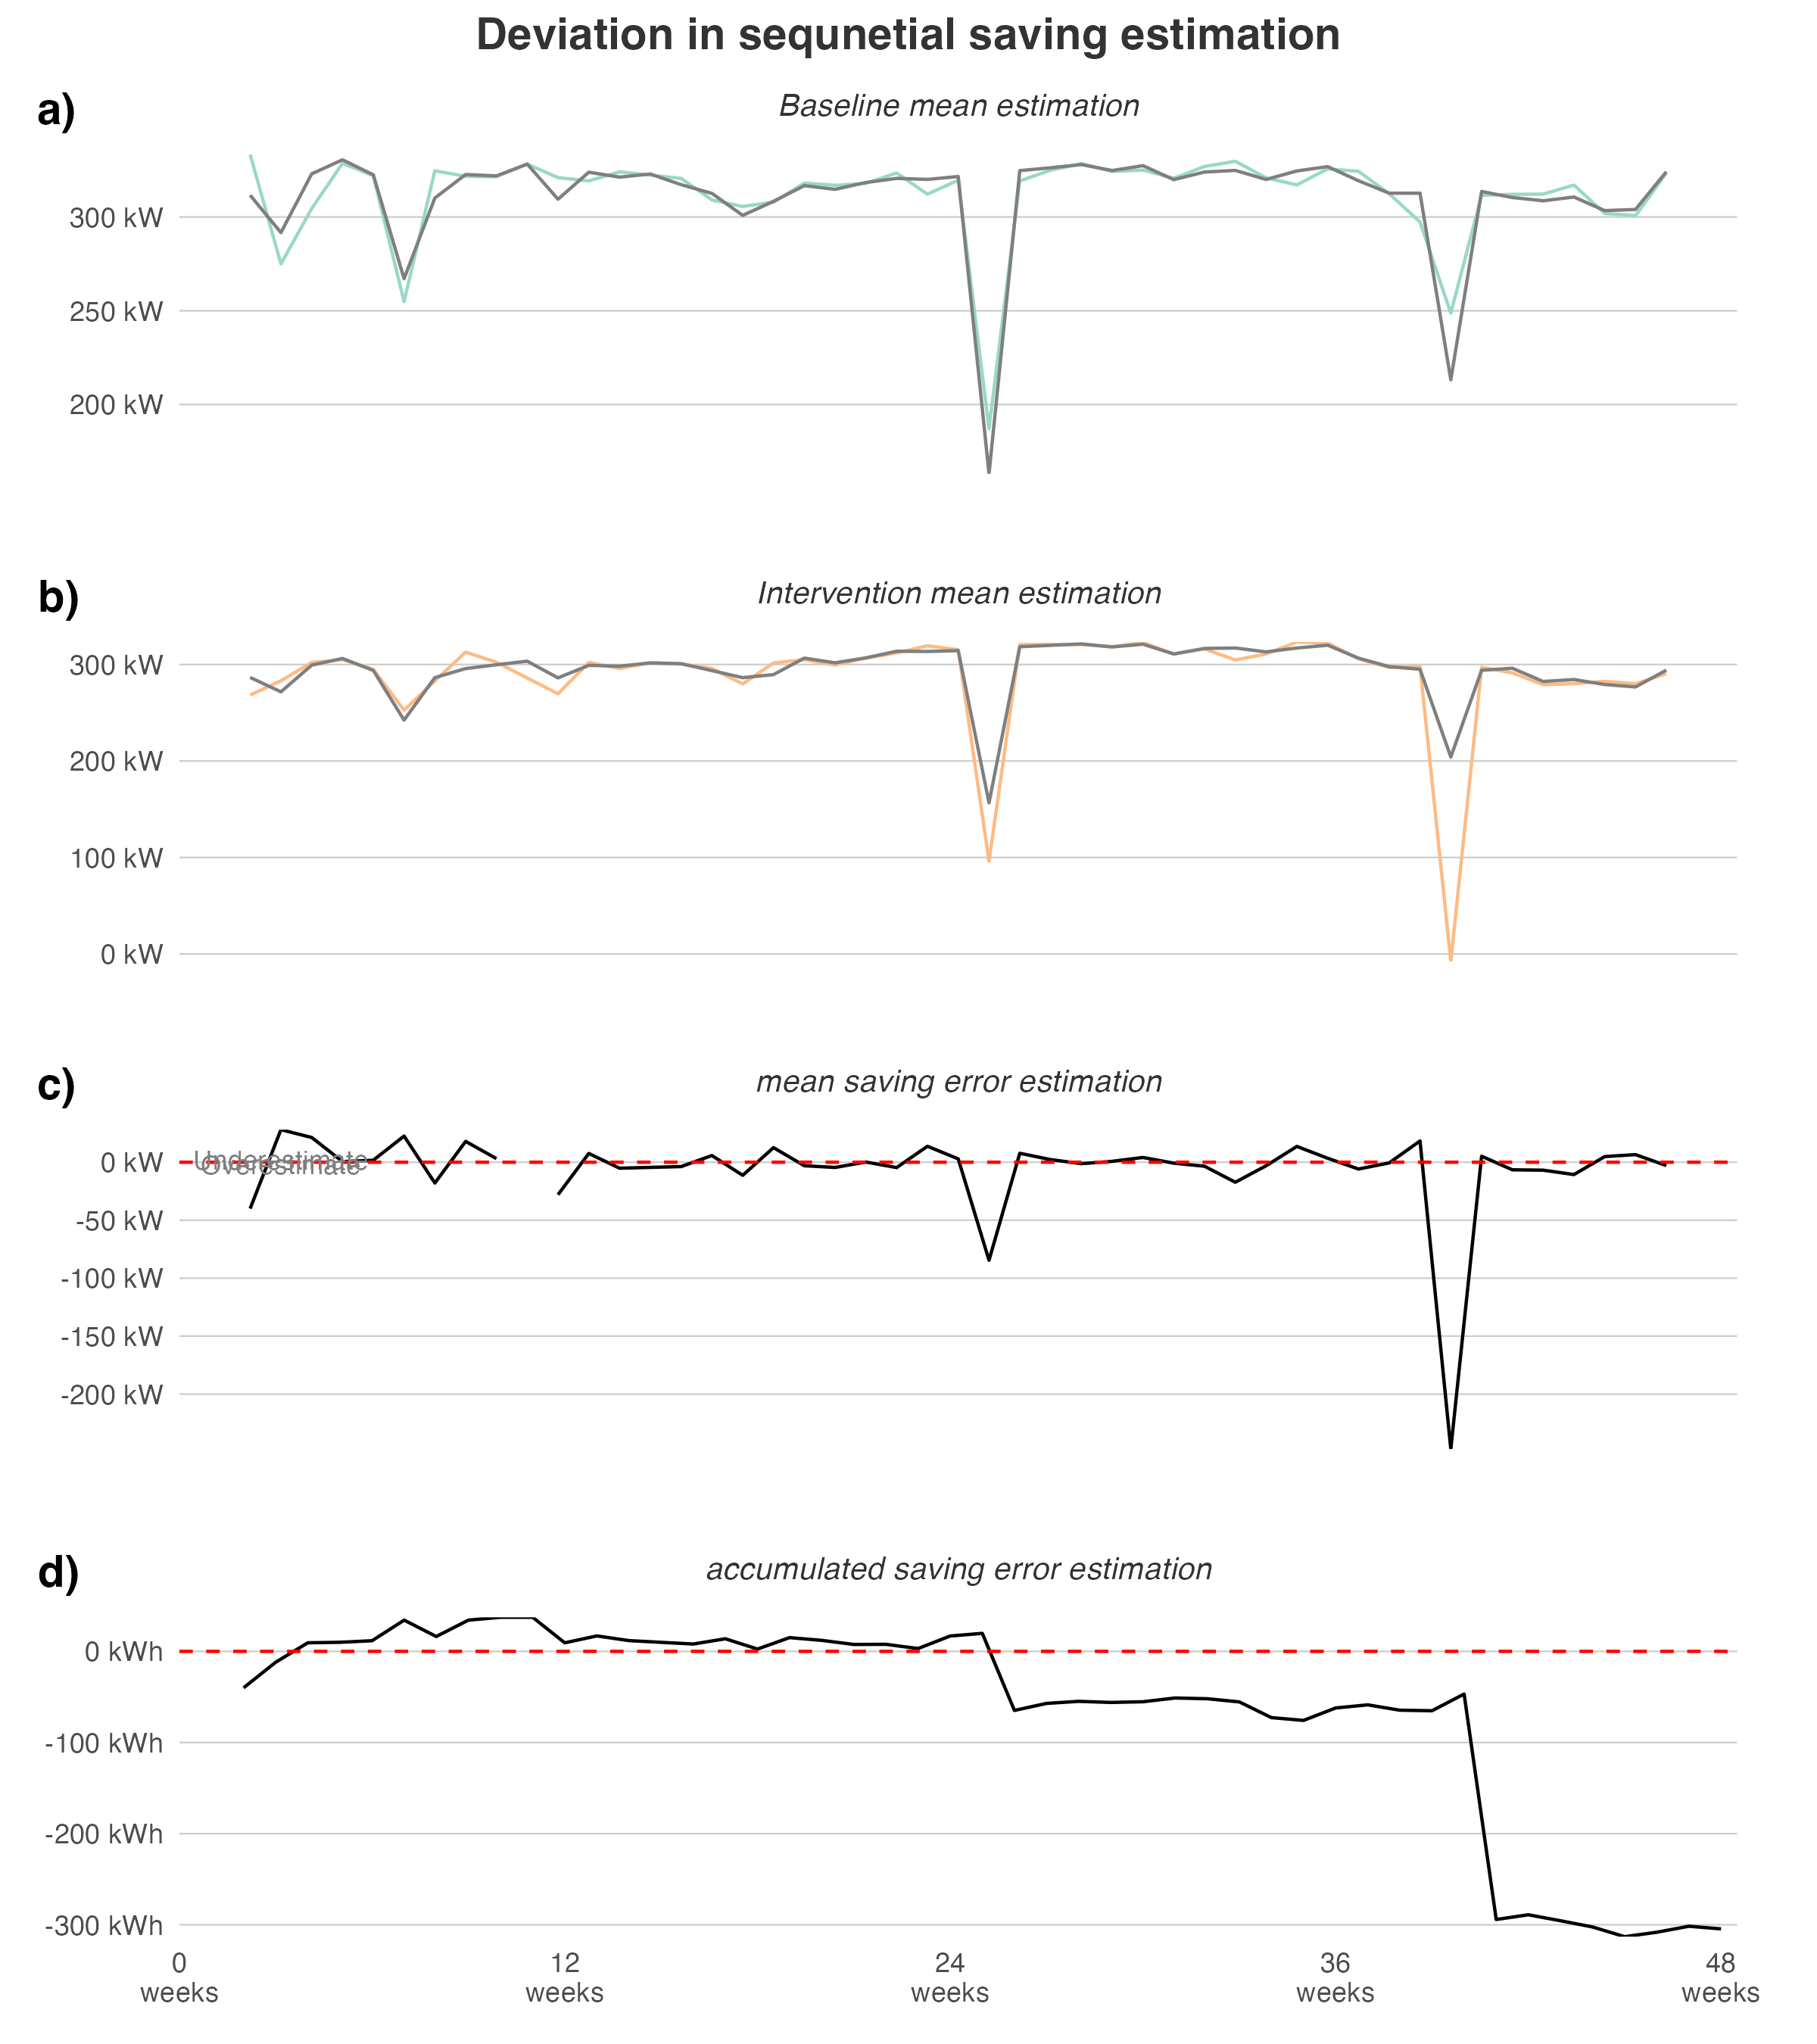 Deviation in sequnetial saving estimation
a)
Baseline mean estimation
300 kW
250 kW
200 kW
b)
Intervention mean estimation
300 kW
200 kW
100 kW
0 kW
c)
mean saving error estimation
Underestimate
Overestimate
0 kW
-50 kW
-100 kW
-150 kW
-200 kW
d)
accumulated saving error estimation
0 kWh
-100 kWh
-200 kWh
-300 kWh
0 12 24 36 48
weeks weeks weeks weeks weeks